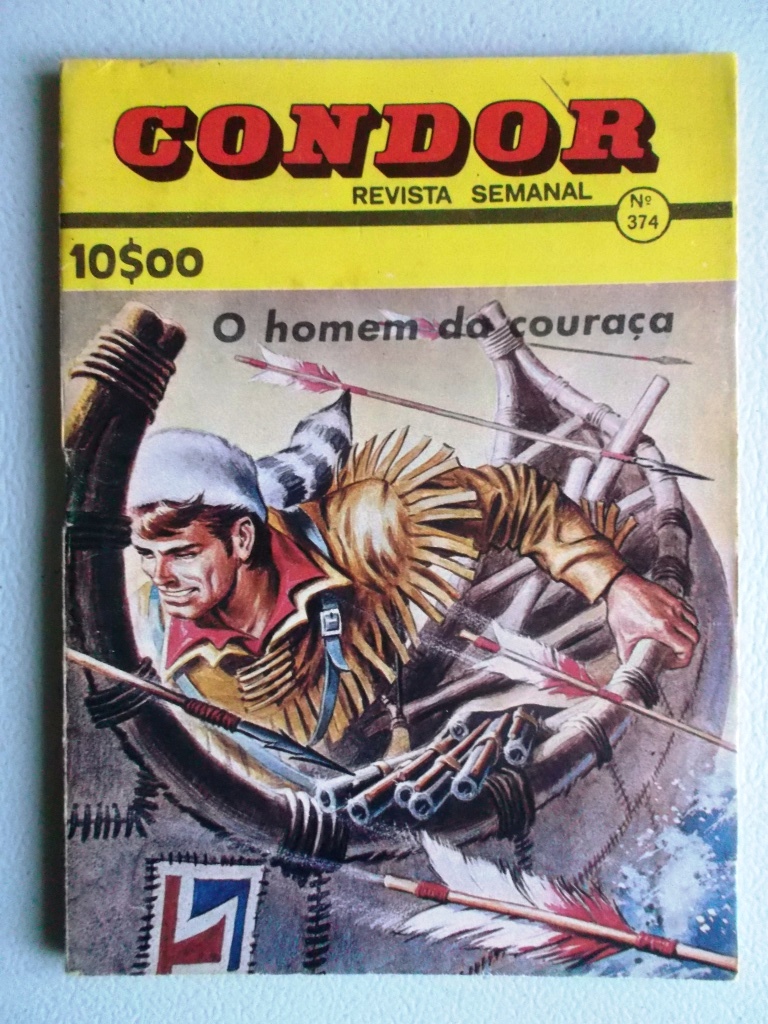 CONDOR
REVISTA SEMANAL
Nº
374
10$00
O homem da couraça